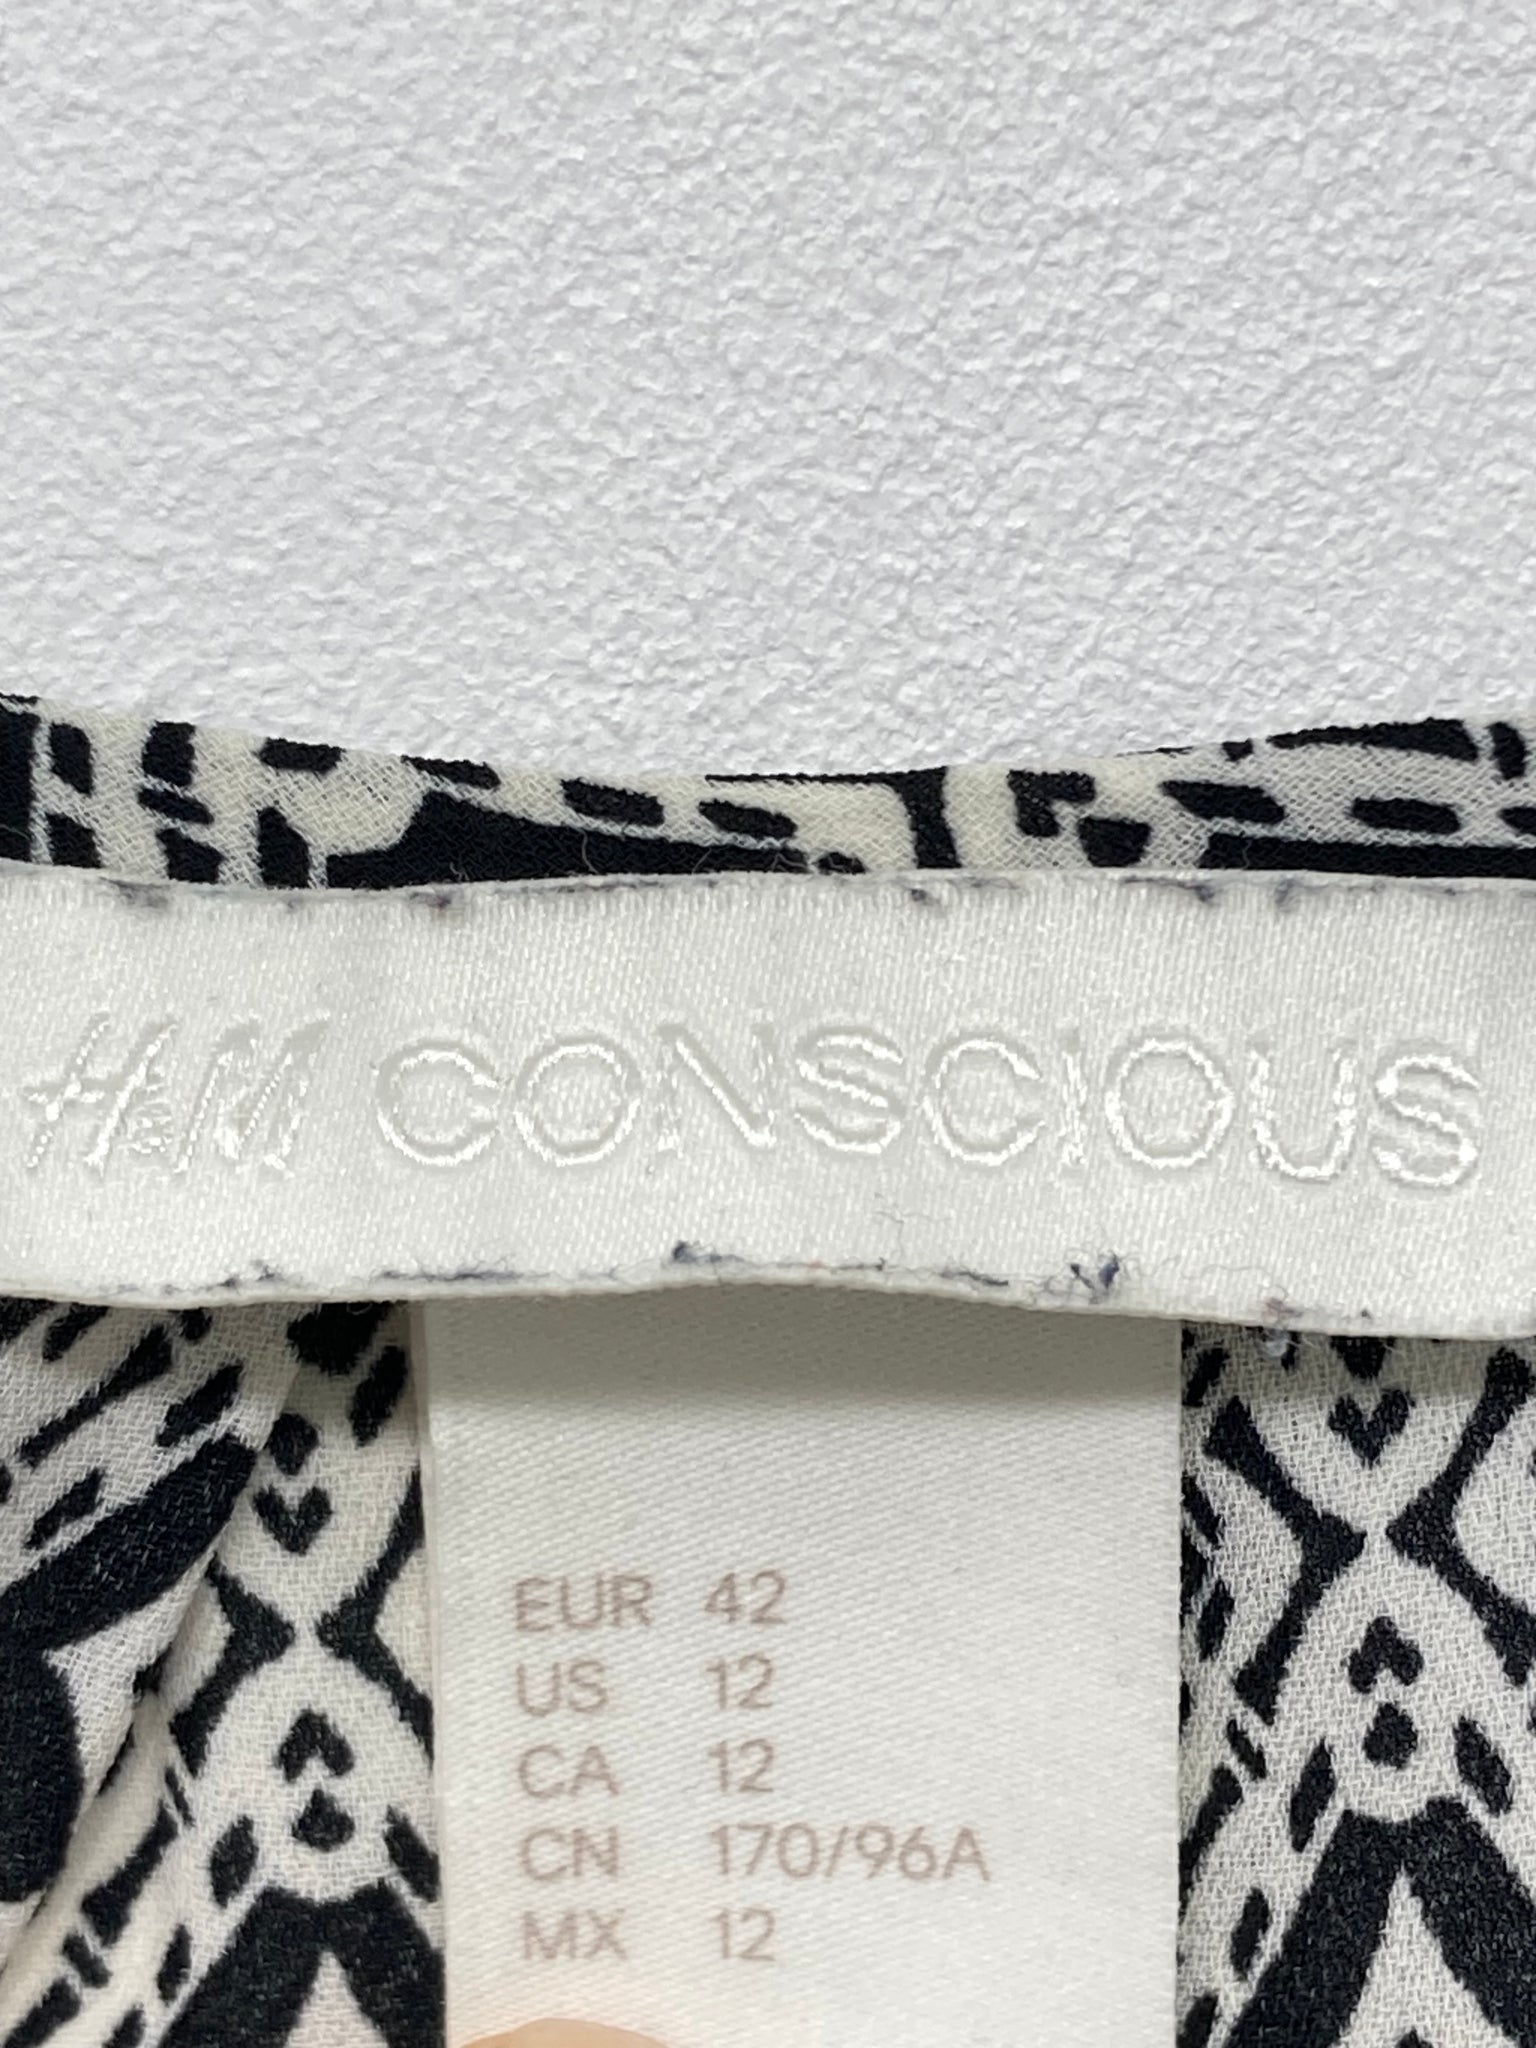 H&M CONSCIOUS
EUR 42
US 12
CA 12
CN 170/96A
MX 12